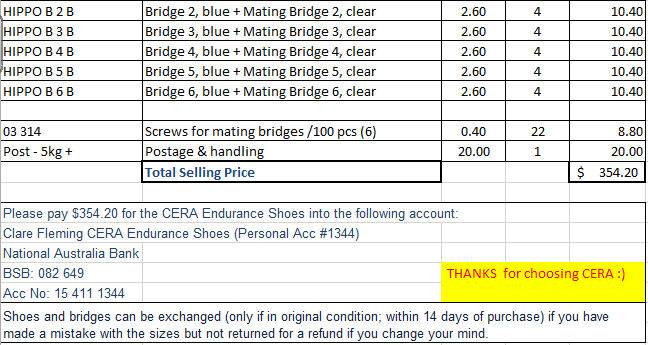 HIPPO B 2 B Bridge 2, blue + Mating Bridge 2, clear 2.60 4 10.40
HIPPO B 3 B Bridge 3, blue + Mating Bridge 3, clear 2.60 4 10.40
HIPPO B 4 B Bridge 4, blue + Mating Bridge 4, clear 2.60 4 10.40
HIPPO B 5 B Bridge 5, blue + Mating Bridge 5, clear 2.60 4 10.40
HIPPO B 6 B Bridge 6, blue + Mating Bridge 6, clear 2.60 4 10.40
03 314 Screws for mating bridges /100 pcs (6) 0.40 22 8.80
Post - 5kg + Postage & handling 20.00 1 20.00
Total Selling Price $ 354.20
Please pay $354.20 for the CERA Endurance Shoes into the following account:
Clare Fleming CERA Endurance Shoes (Personal Acc #1344)
National Australia Bank
BSB: 082 649 THANKS for choosing CERA :)
Acc No: 15 411 1344
Shoes and bridges can be exchanged (only if in original condition; within 14 days of purchase) if you have
made a mistake with the sizes but not returned for a refund if you change your mind.